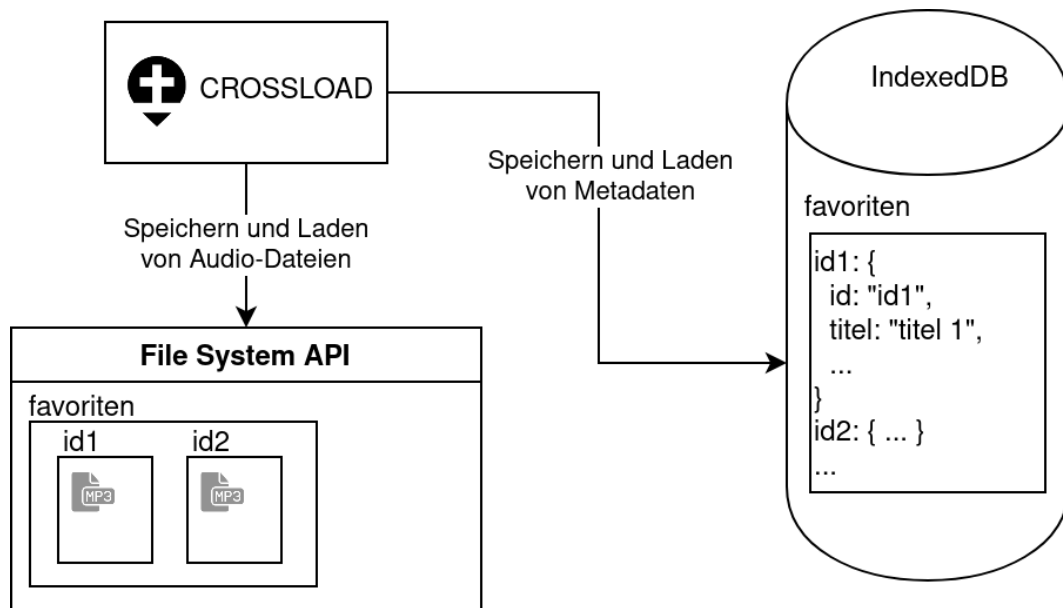 CROSSLOAD
IndexedDB
Speichern und Laden
von Metadaten
Speichern und Laden
von Audio-Dateien
favoriten
id1: {
id: "id1",
titel: "titel 1",
...
}
id2: { ... }
...
File System API
favoriten
id1
id2
MP3
MP3